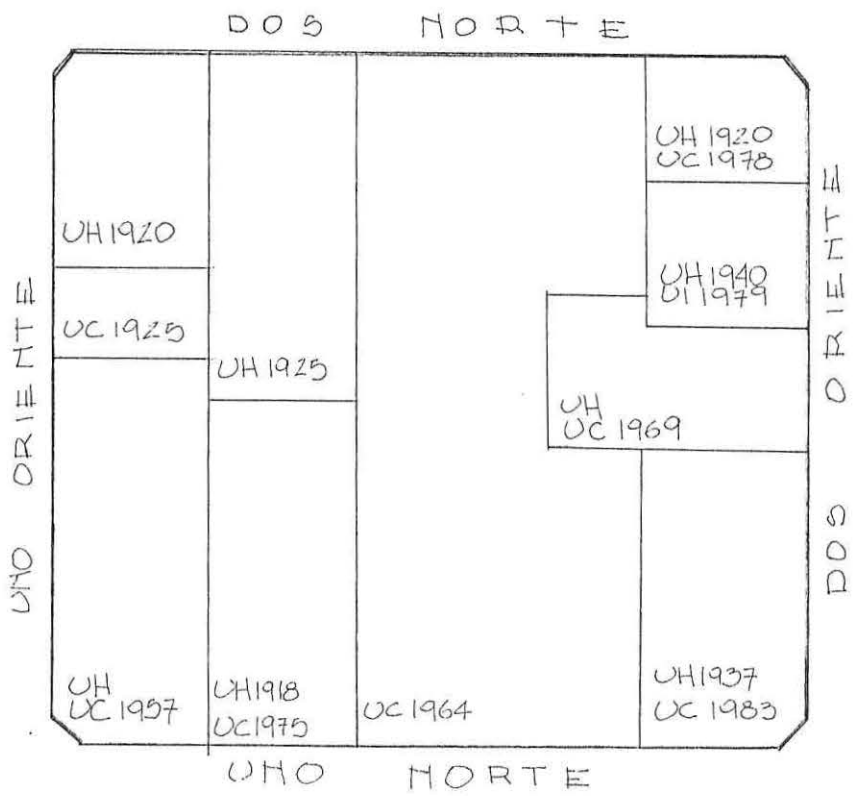 DOS NORTE
UH 1920
UC 1978
UH 1920
UH 1940
UI 1979
UC 1925
UH 1925
UH
UC 1969
UNO ORIENTE
DOS ORIENTE
UH
UC 1957
UH 1918
UC 1975
UC 1964
UH 1937
UC 1983
UNO NORTE